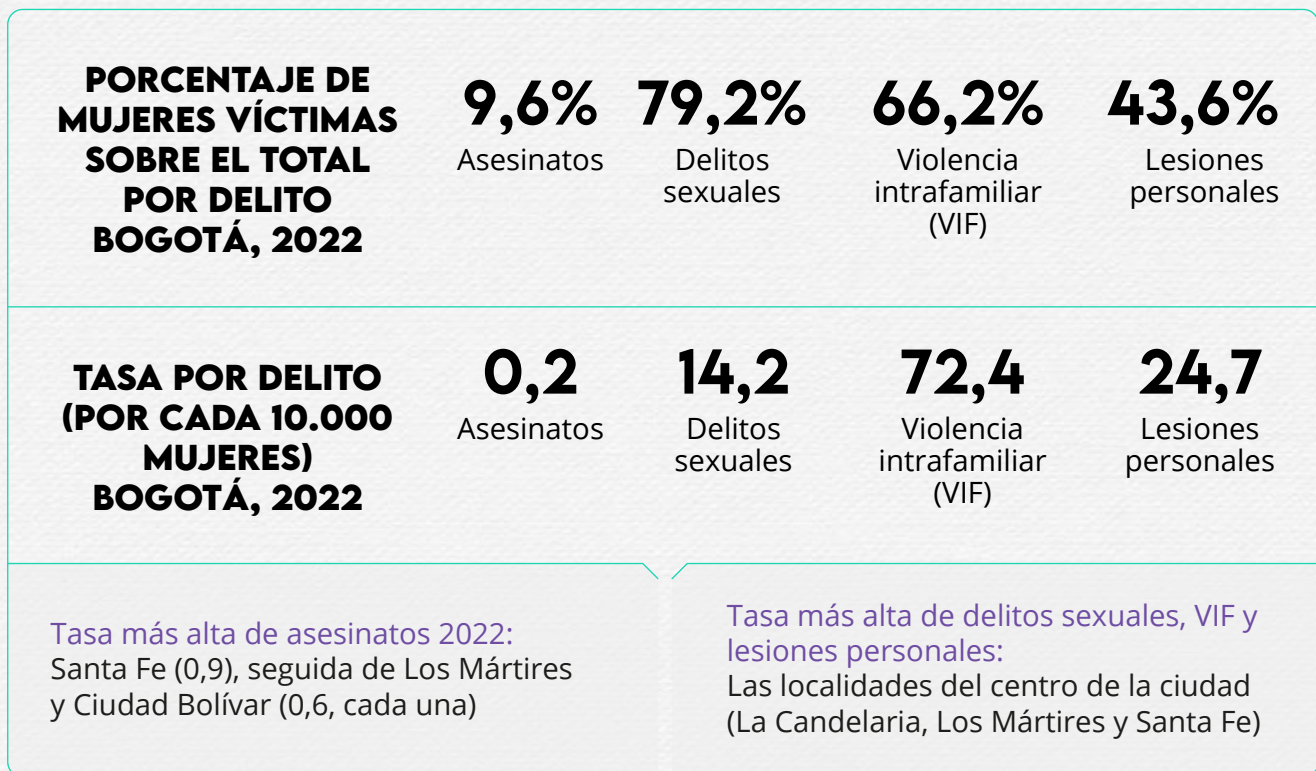 PORCENTAJE DE
MUJERES VÍCTIMAS
SOBRE EL TOTAL
POR DELITO
BOGOTÁ, 2022
9,6%
Asesinatos
79,2%
Delitos
sexuales
66,2%
Violencia
intrafamiliar
(VIF)
43,6%
Lesiones
personales
TASA POR DELITO
(POR CADA 10.000
MUJERES)
BOGOTÁ, 2022
0,2
Asesinatos
14,2
Delitos
sexuales
72,4
Violencia
intrafamiliar
(VIF)
24,7
Lesiones
personales
Tasa más alta de asesinatos 2022:
Santa Fe (0,9), seguida de Los Mártires
y Ciudad Bolívar (0,6, cada una)
Tasa más alta de delitos sexuales, VIF y
lesiones personales:
Las localidades del centro de la ciudad
(La Candelaria, Los Mártires y Santa Fe)